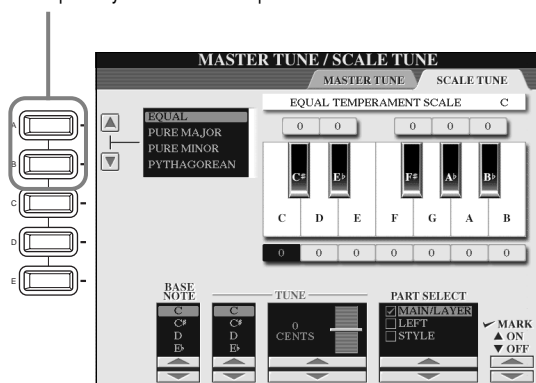 MASTER TUNE / SCALE TUNE
MASTER TUNE SCALE TUNE
EQUAL TEMPERAMENT SCALE C
EQUAL
PURE MAJOR
PURE MINOR
PYTHAGOREAN
A
B
C
D
E
0 0 0 0 0
C# E♭ F# A♭ B♭
C D E F G A B
0 0 0 0 0 0 0 0
BASE NOTE
C
C#
D
E♭
TUNE
C
C#
D
E♭
0
CENTS
PART SELECT
✓MAIN/LAYER
LEFT
STYLE
✓ MARK
▲ ON
▼ OFF